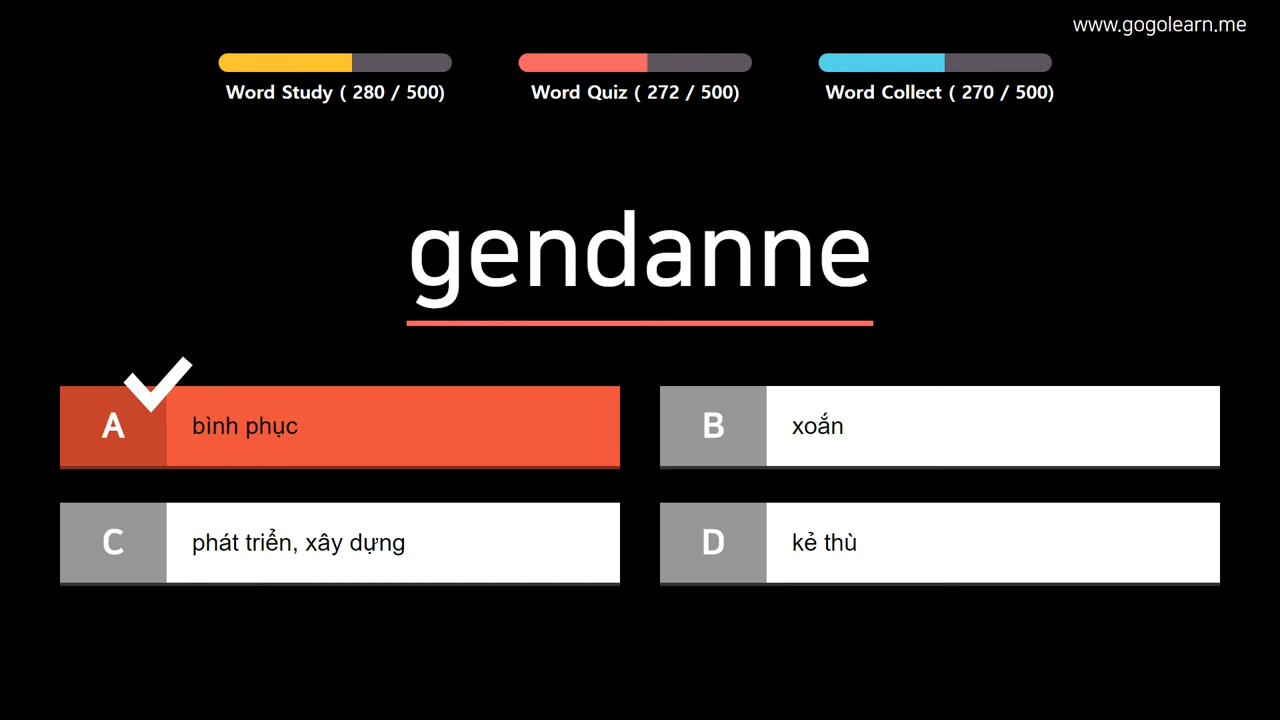 www.gogolearn.me
Word Study ( 280 / 500)
Word Quiz ( 272 / 500)
Word Collect ( 270 / 500)
gendanne
A bình phục
B xoắn
C phát triển, xây dựng
D kẻ thù